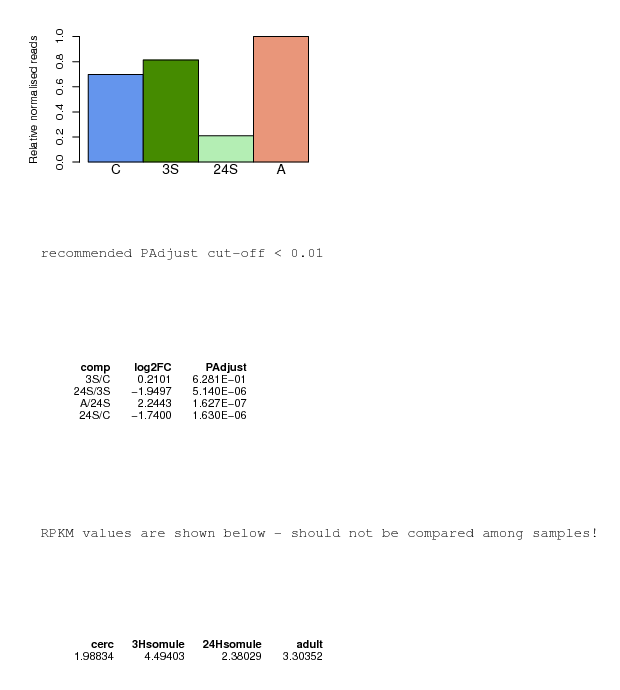 Relative normalised reads
1.0
0.8
0.6
0.4
0.2
0.0
C 3S 24S A
recommended PAdjust cut-off < 0.01
comp log2FC PAdjust
3S/C 0.2101 6.281E−01
24S/3S −1.9497 5.140E−06
A/24S 2.2443 1.627E−07
24S/C −1.7400 1.630E−06
RPKM values are shown below - should not be compared among samples!
cerc 3Hsomule 24Hsomule adult
1.98834 4.49403 2.38029 3.30352